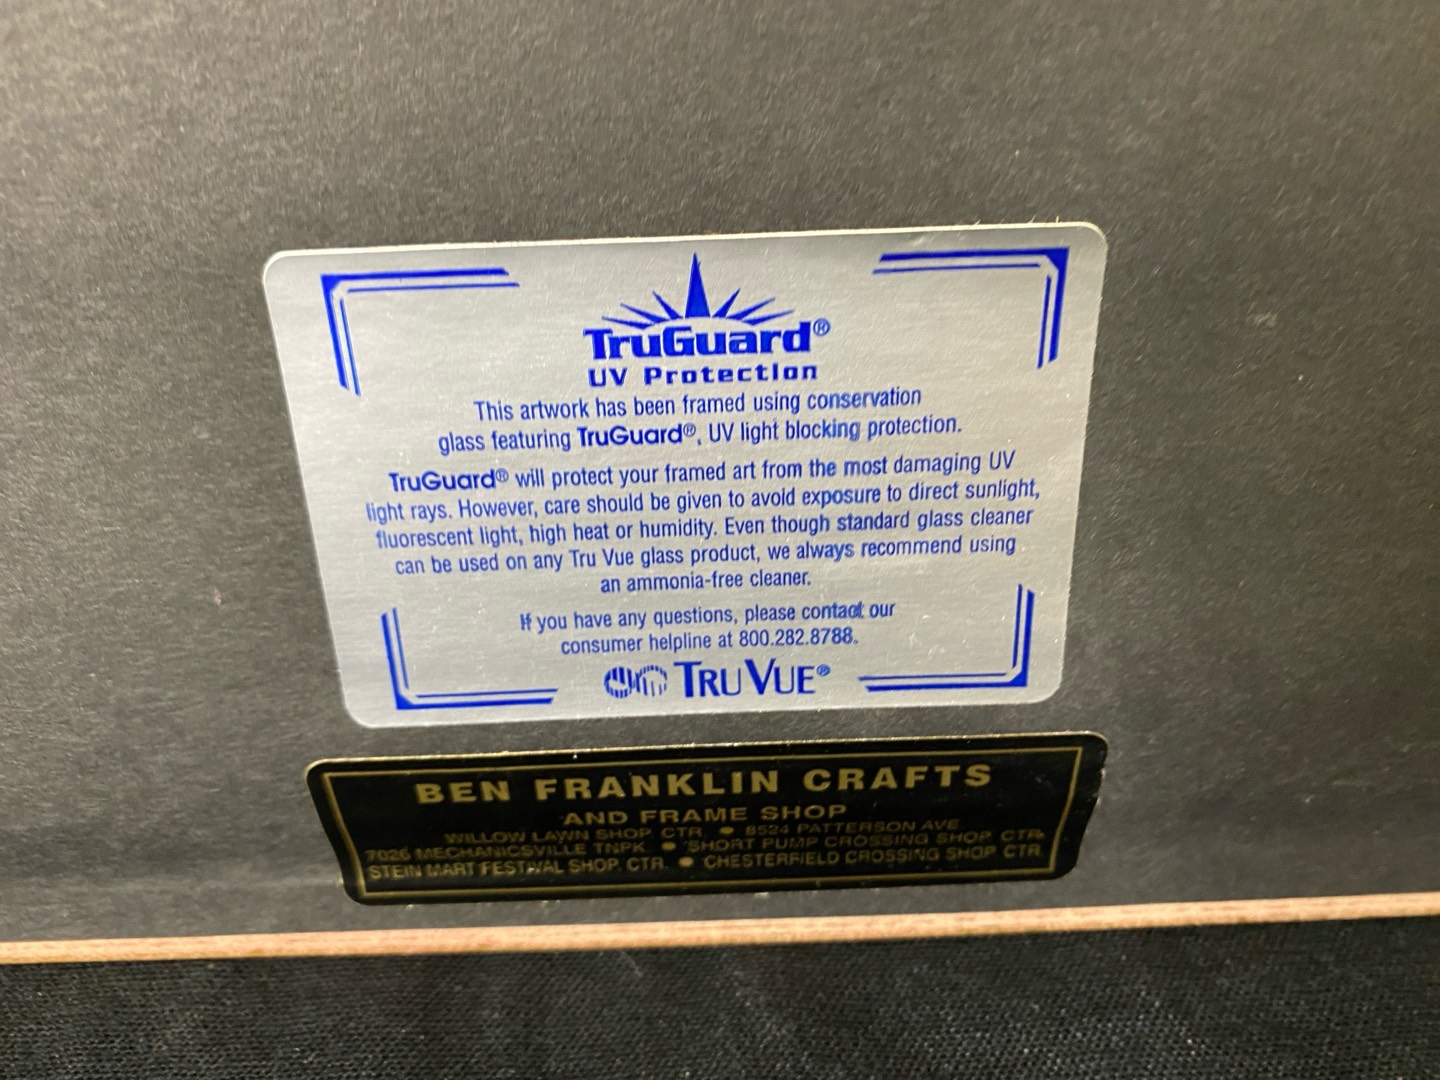 TruGuard®
UV Protection
This artwork has been framed using conservation
glass featuring TruGuard®, UV light blocking protection.
TruGuard® will protect your framed art from the most damaging UV
light rays. However, care should be given to avoid exposure to direct sunlight,
fluorescent light, high heat or humidity. Even though standard glass cleaner
can be used on any Tru Vue glass product, we always recommend using
an ammonia-free cleaner.
If you have any questions, please contact our
consumer helpline at 800.282.8788.
TRU VUE®
BEN FRANKLIN CRAFTS
AND FRAME SHOP
WILLOW LAWN SHOP CTR. ● 8524 PATTERSON AVE
7026 MECHANICSVILLE TNPK. ● SHORT PUMP CROSSING SHOP CTR
STEIN MART FESTIVAL SHOP. CTR. ● CHESTERFIELD CROSSING SHOP CTR.